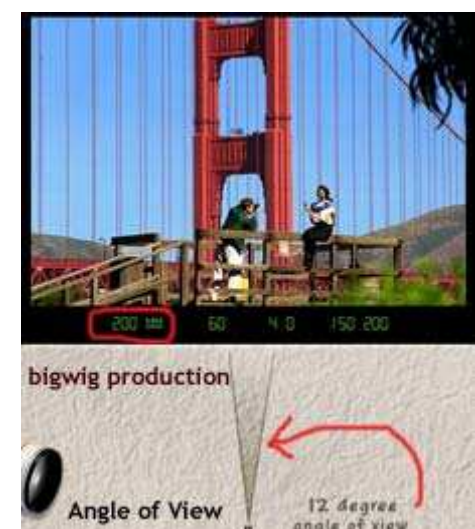 200 MM 60 4.0 150 200
bigwig production
12 degree
Angle of View
angle of view